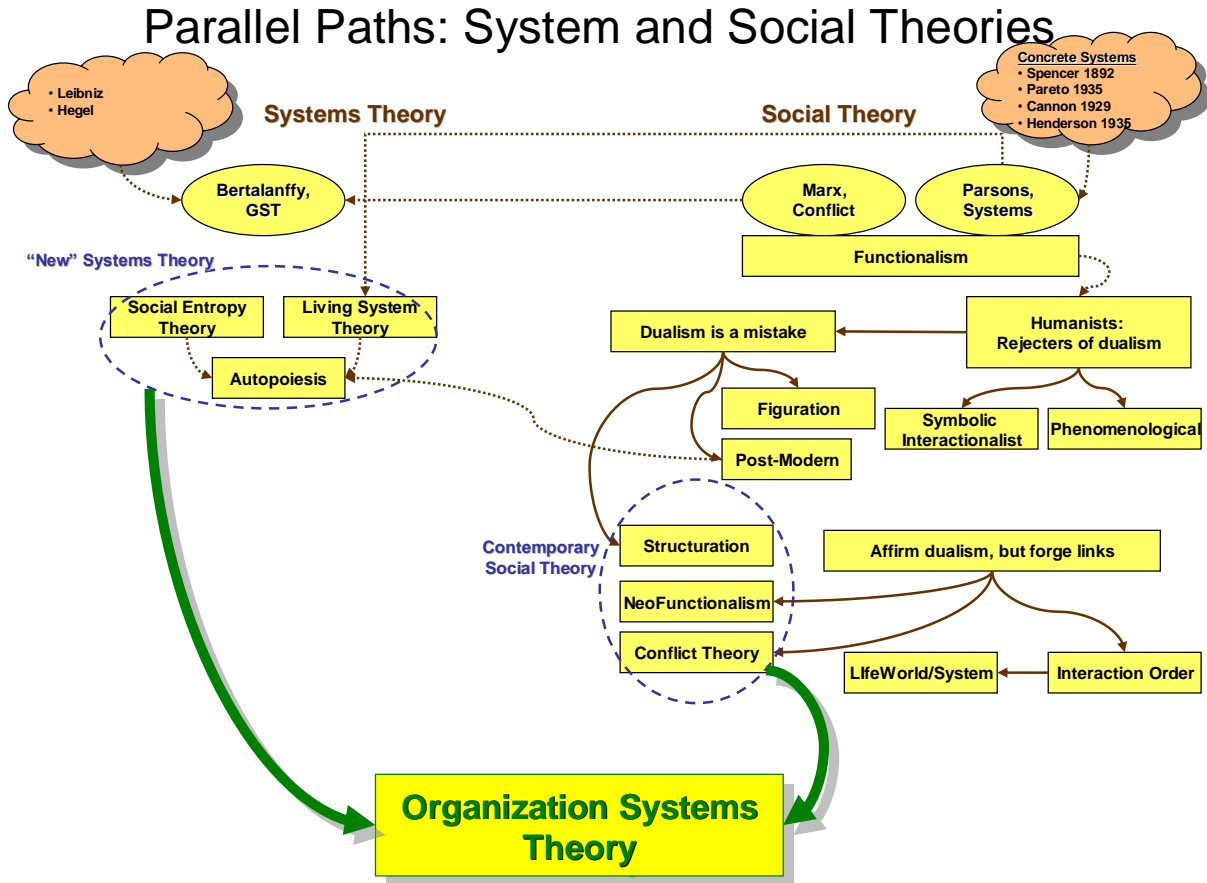 Parallel Paths: System and Social Theories
• Leibniz
• Hegel
Concrete Systems
• Spencer 1892
• Pareto 1935
• Cannon 1929
• Henderson 1935
Systems Theory
Social Theory
Bertalanffy,
GST
Marx,
Conflict
Parsons,
Systems
Functionalism
“New” Systems Theory
Social Entropy
Theory
Living System
Theory
Autopoiesis
Dualism is a mistake
Humanists:
Rejecters of dualism
Figuration
Symbolic
Interactionalist
Phenomenological
Post-Modern
Contemporary
Social Theory
Structuration
Affirm dualism, but forge links
NeoFunctionalism
Conflict Theory
LIfeWorld/System
Interaction Order
Organization Systems
Theory